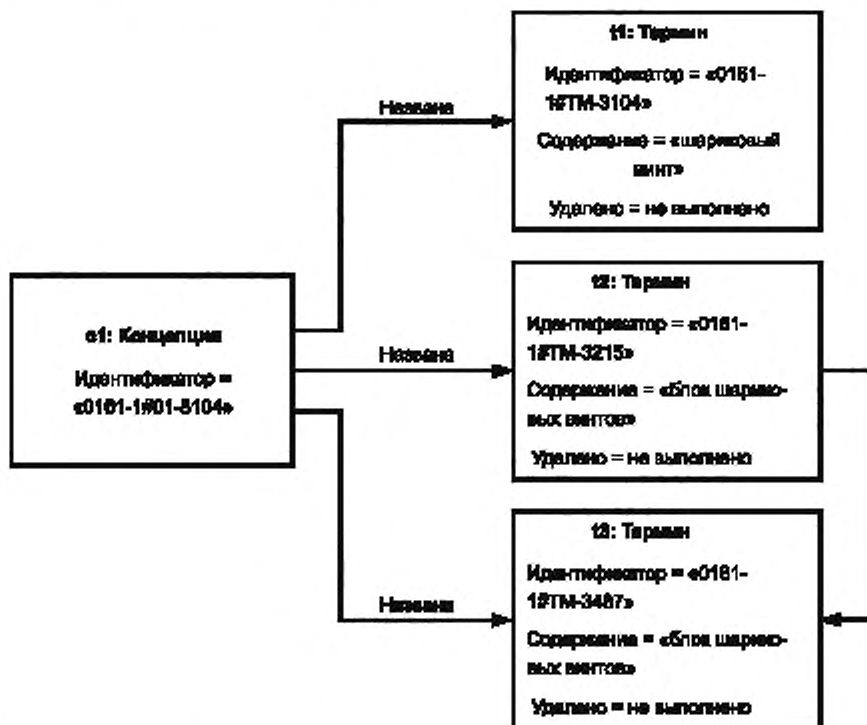 t1: Термин
Идентификатор = «0161-
1#TM-3104»
Названа
Содержание = «шариковый
винт»
Удалено = не выполнено
t2: Термин
c1: Концепция
Идентификатор = «0161-
1#TM-3215»
Названа
Идентификатор =
«0161-1#01-5104»
Содержание = «блок шарико-
вых винтов»
Удалено = не выполнено
t3: Термин
Идентификатор = «0161-
1#TM-3487»
Названа
Содержание = «блок шарико-
вых винтов»
Удалено = не выполнено